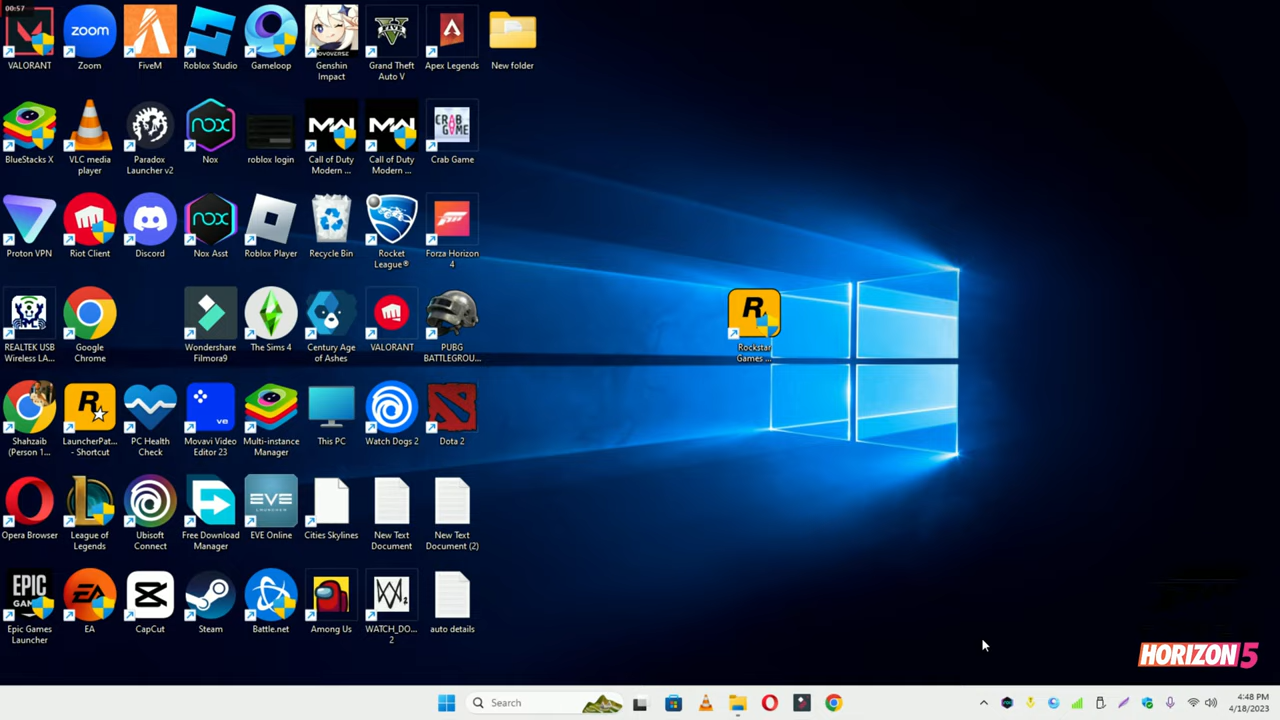 00:57
VALORANT
Zoom
FiveM
Roblox Studio
Gameloop
Genshin
Impact
Grand Theft
Auto V
Apex Legends
New folder
BlueStacks X
VLC media
player
Paradox
Launcher v2
Nox
roblox login
Call of Duty
Modern ...
Call of Duty
Modern ...
Crab Game
Proton VPN
Riot Client
Discord
Nox Asst
Roblox Player
Recycle Bin
Rocket
League®
Forza Horizon
4
REALTEK USB
Wireless LA...
Google
Chrome
Wondershare
Filmora9
The Sims 4
Century Age
of Ashes
VALORANT
PUBG
BATTLEGROU...
Rockstar
Games ...
Shahzaib
(Person 1...
LauncherPat...
- Shortcut
PC Health
Check
Movavi Video
Editor 23
Multi-instance
Manager
This PC
Watch Dogs 2
Dota 2
Opera Browser
League of
Legends
Ubisoft
Connect
Free Download
Manager
EVE Online
Cities Skylines
New Text
Document
New Text
Document (2)
Epic Games
Launcher
EA
CapCut
Steam
Battle.net
Among Us
WATCH_DO...
2
auto details
HORIZON 5
Search
4:48 PM
4/18/2023